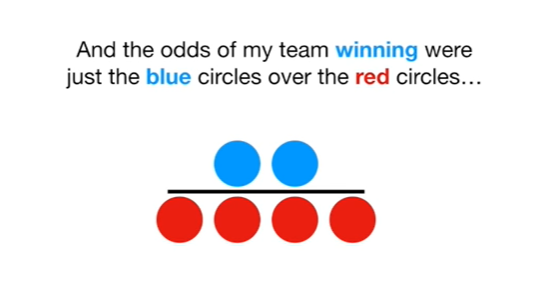 And the odds of my team winning were
just the blue circles over the red circles…